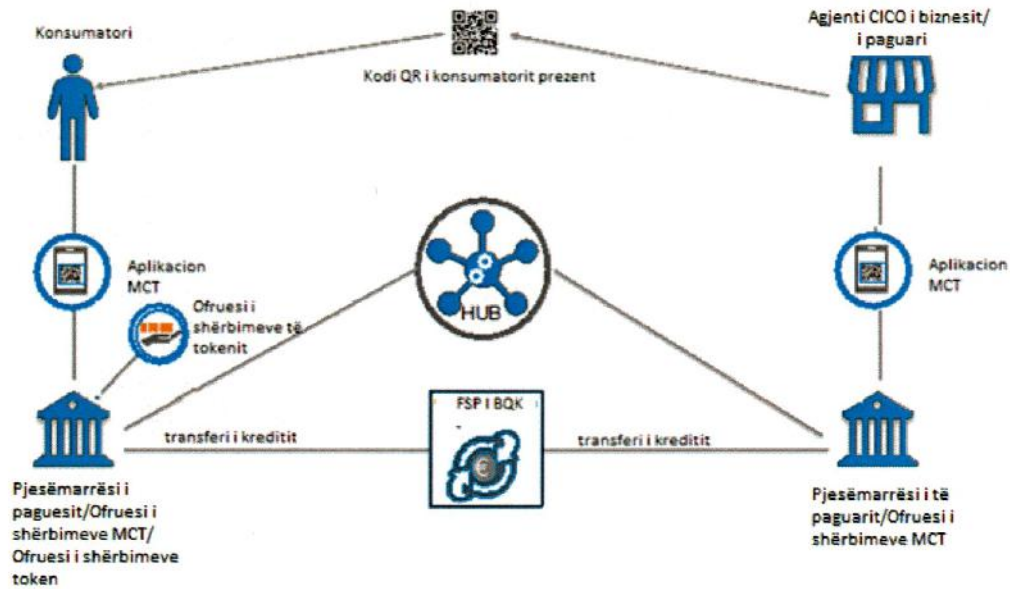 Konsumatori
Kodi QR i konsumatorit prezent
Agjenti CICO i biznesit/
i paguari
Aplikacion
MCT
Ofruesi i
shërbimeve të
tokenit
HUB
Aplikacion
MCT
FSP I BQK
transferi i kreditit
transferi i kreditit
Pjesëmarrësi i
paguesit/Ofruesi i
shërbimeve MCT/
Ofruesi i shërbimeve
token
Pjesëmarrësi i të
paguarit/Ofruesi i
shërbimeve MCT